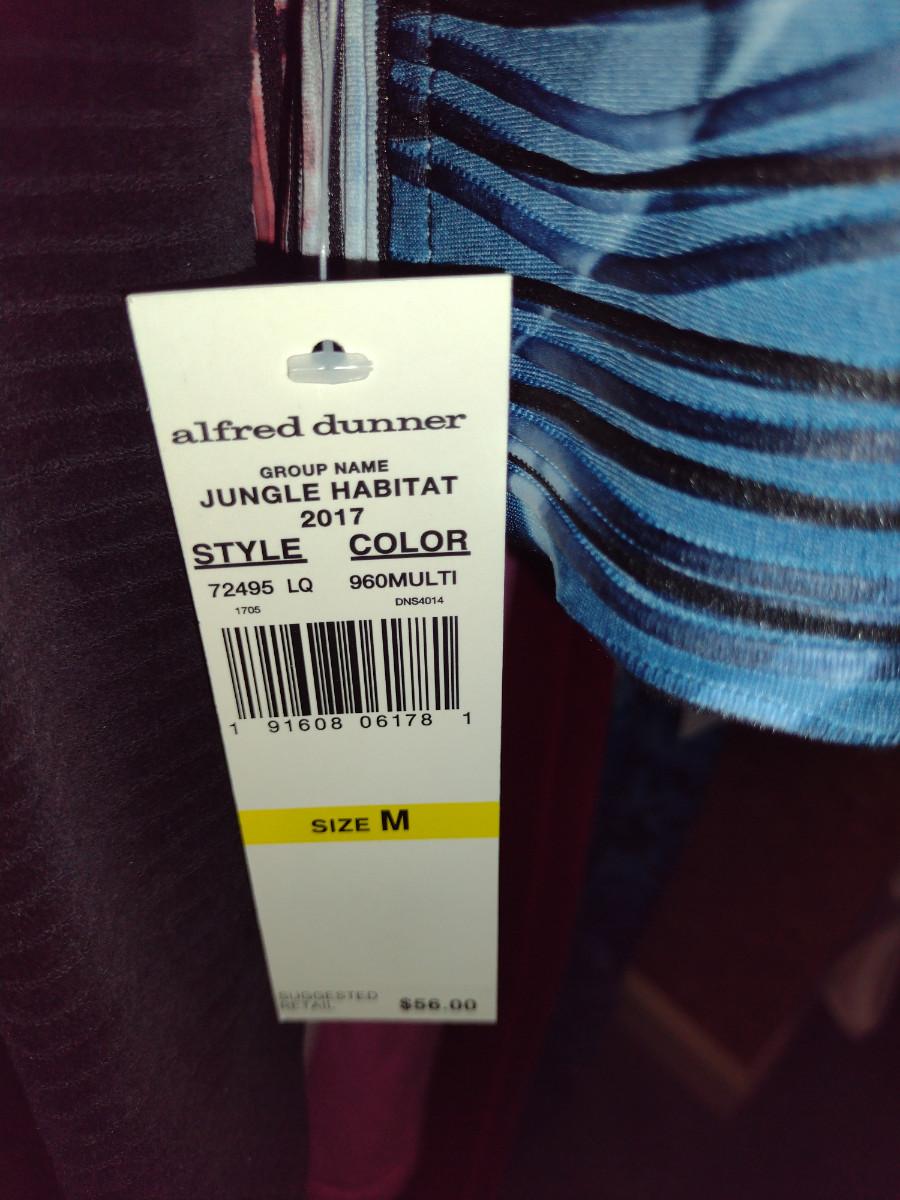 alfred dunner
GROUP NAME
JUNGLE HABITAT
2017
STYLE COLOR
72495 LQ 960MULTI
1705 DNS4014
1 91608 06178 1
SIZE M
SUGGESTED
RETAIL $56.00